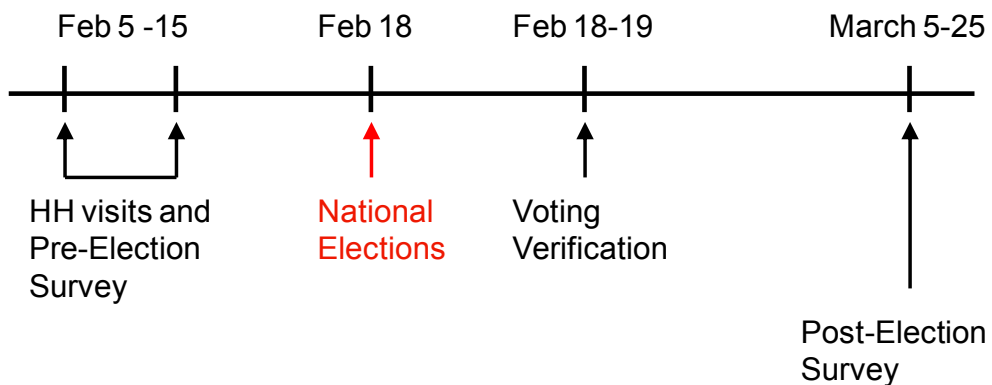 Feb 5 -15
Feb 18
Feb 18-19
March 5-25
HH visits and
Pre-Election
Survey
National
Elections
Voting
Verification
Post-Election
Survey